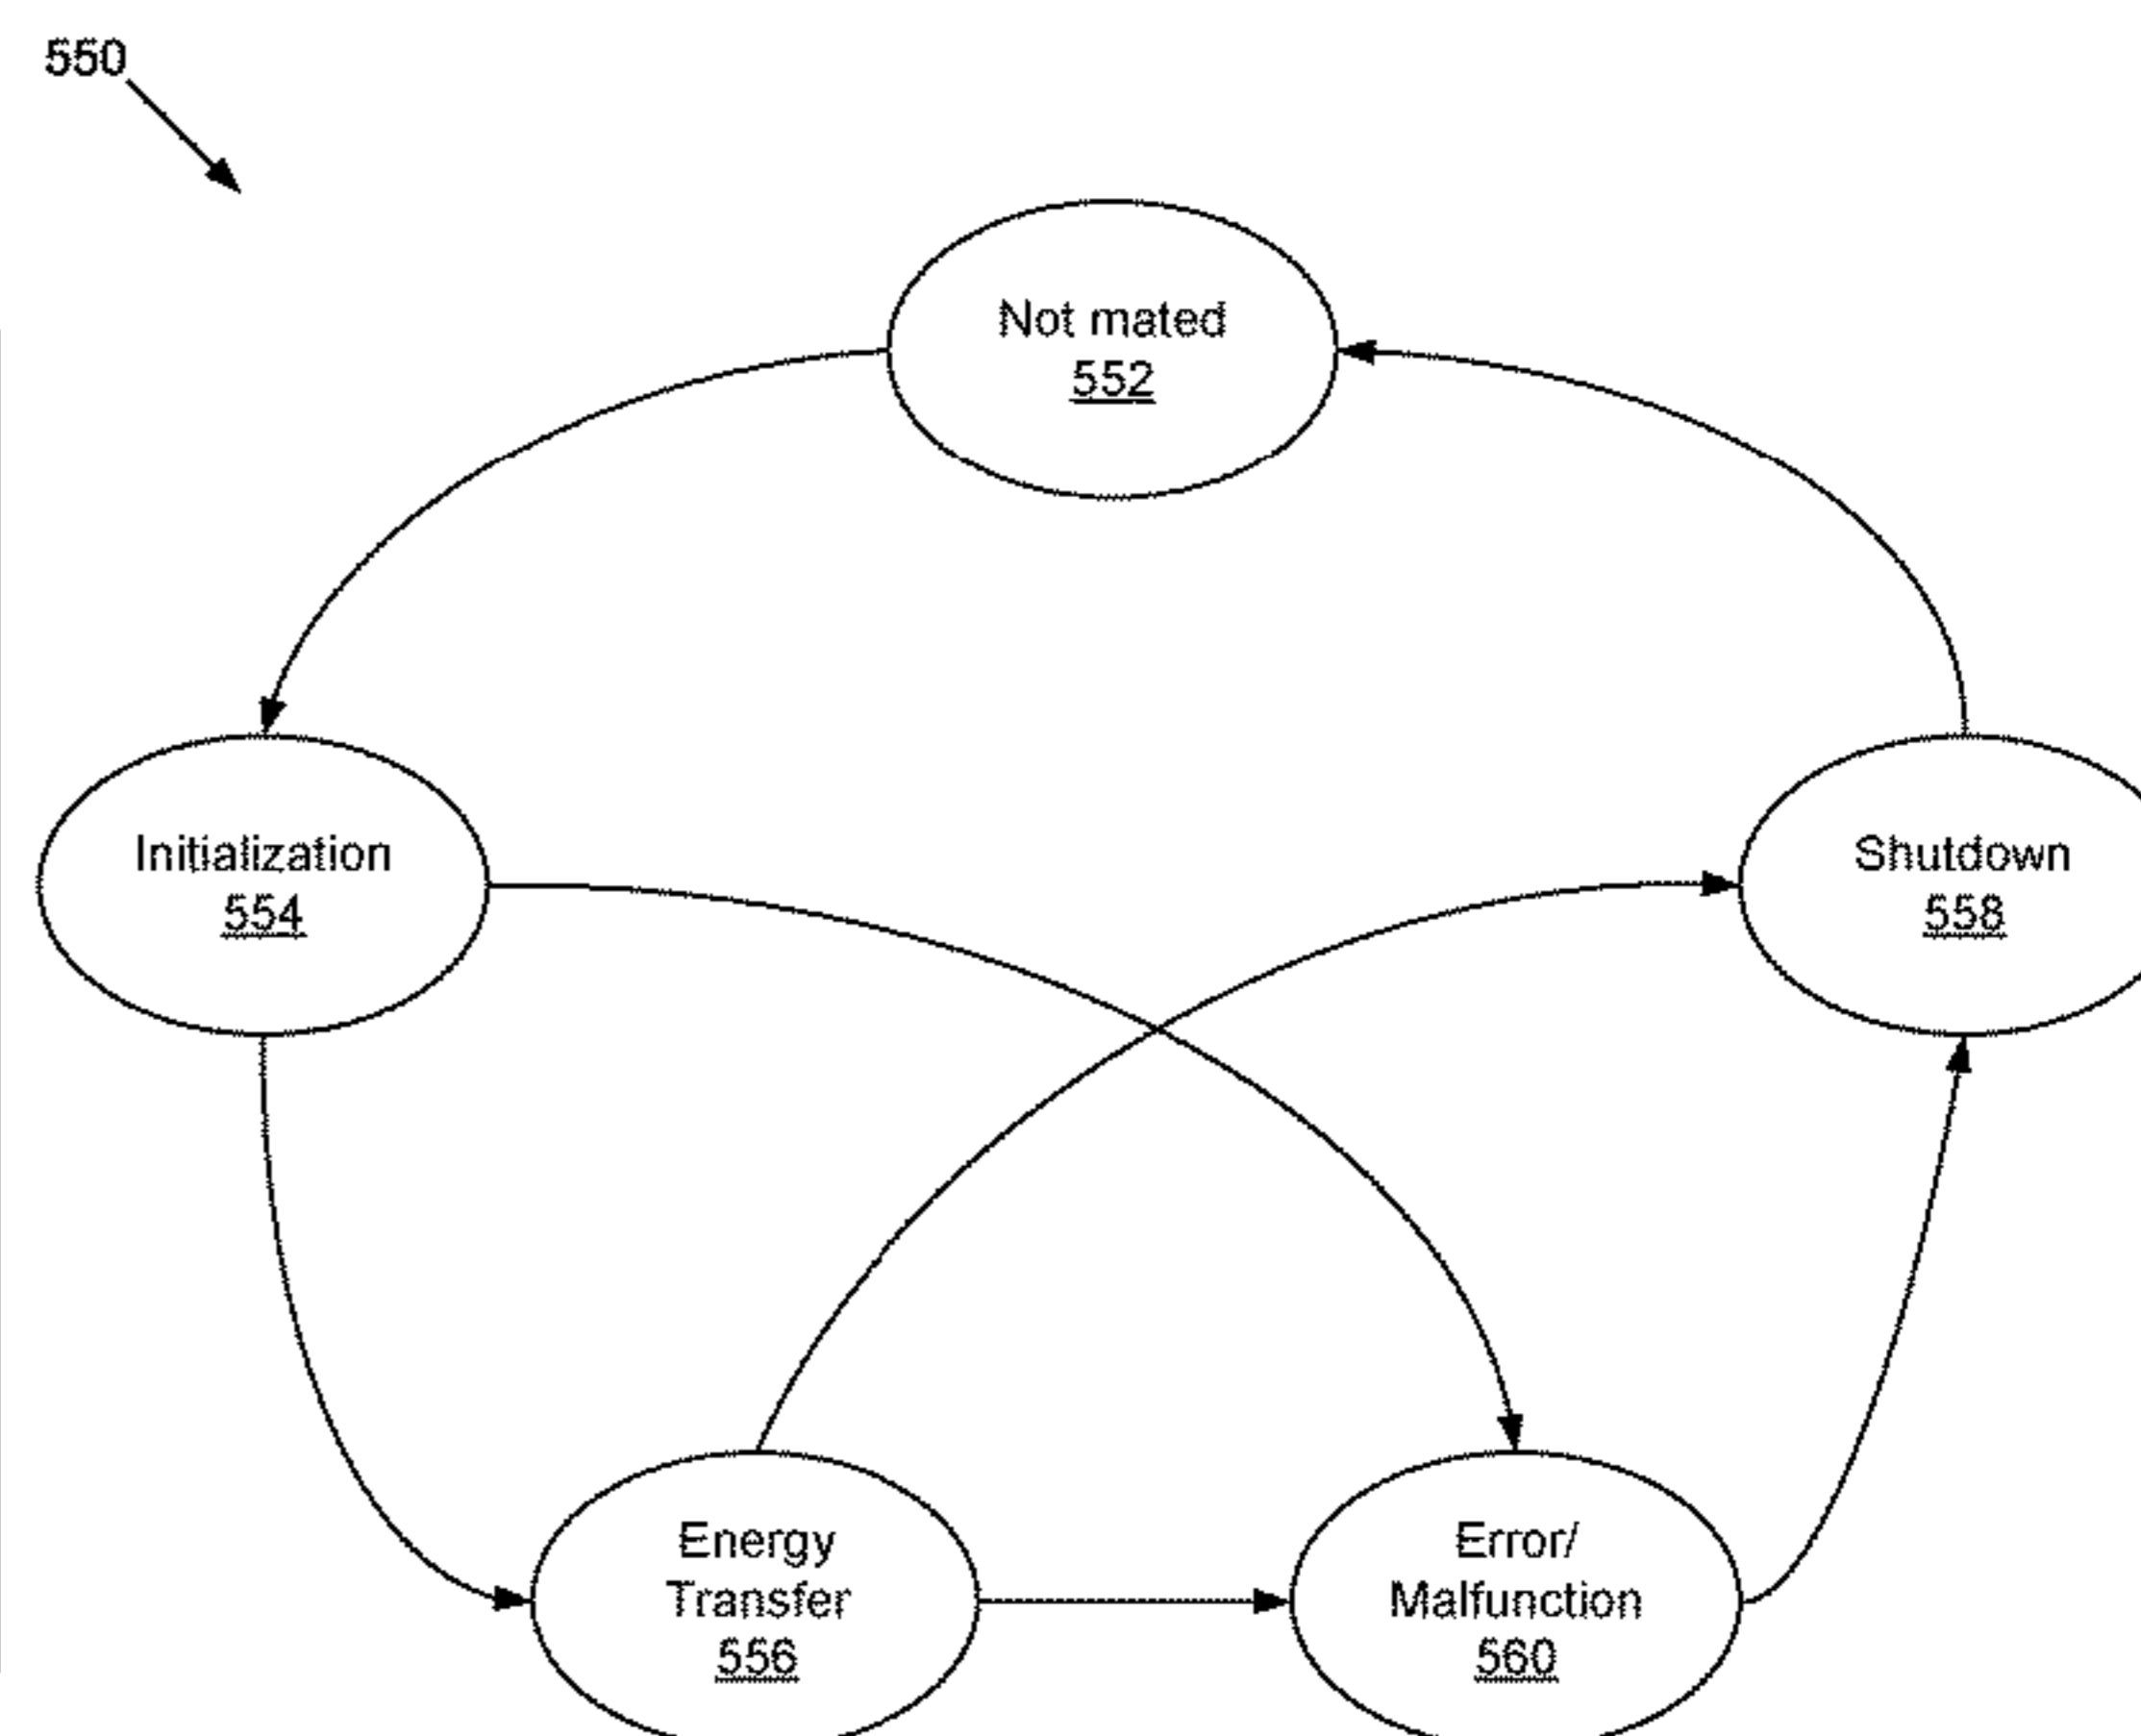 550
Not mated
552
Initialization
554
Shutdown
558
Energy
Transfer
556
Error/
Malfunction
560